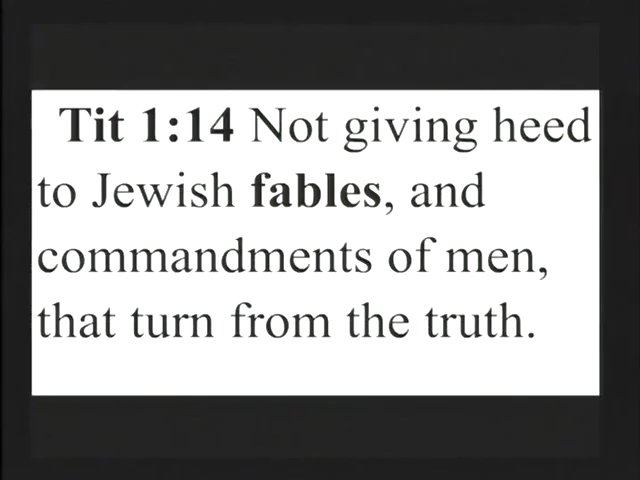 Tit 1:14 Not giving heed
to Jewish fables, and
commandments of men,
that turn from the truth.